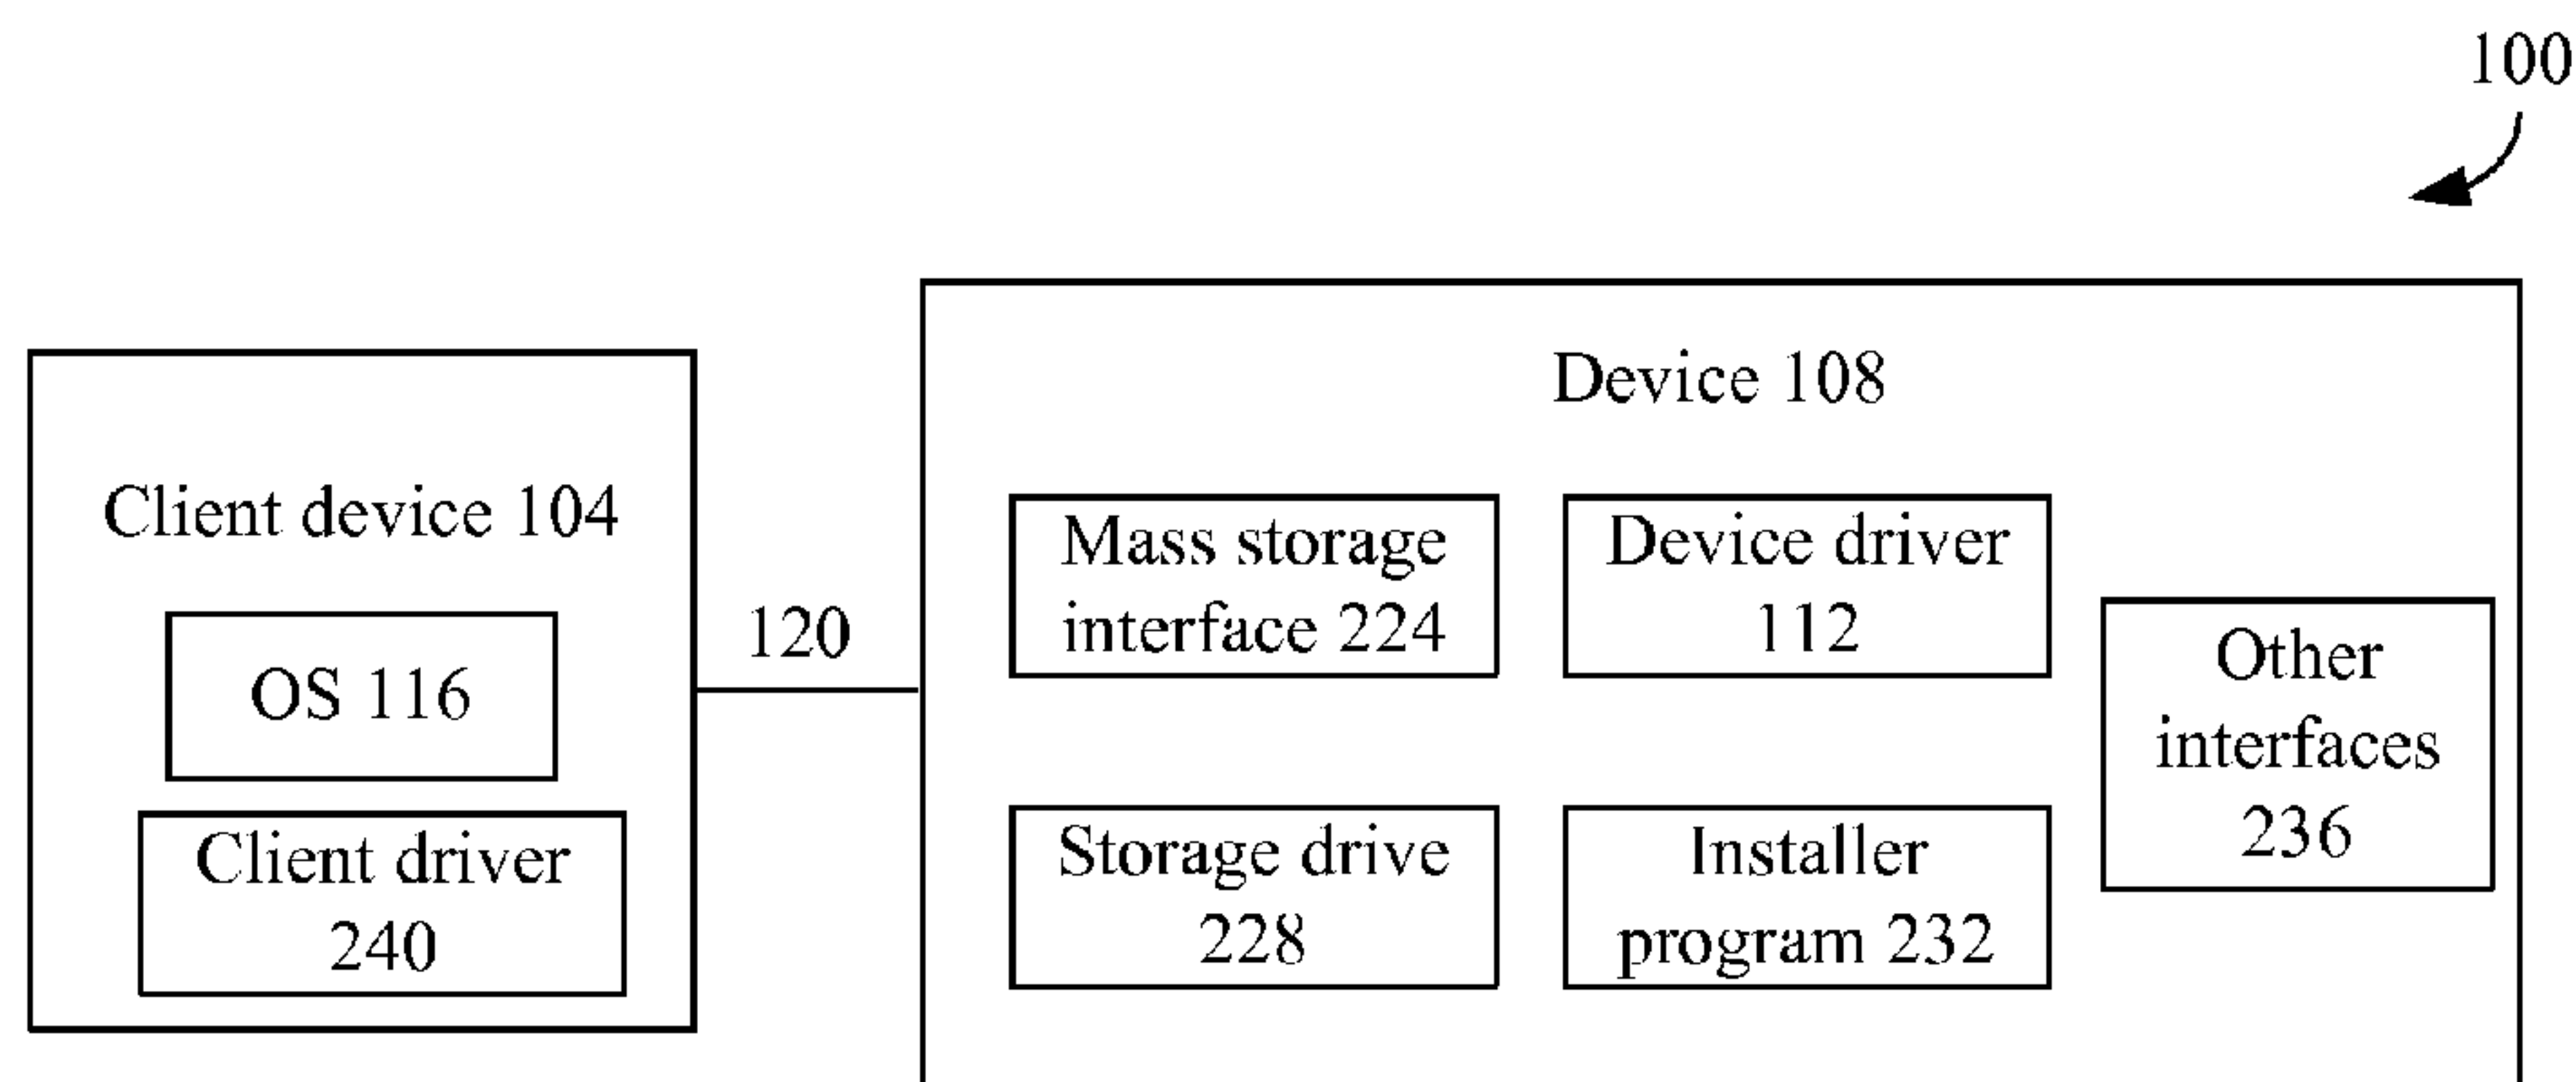 100
Client device 104
OS 116
Client driver
240
120
Device 108
Mass storage
interface 224
Device driver
112
Storage drive
228
Installer
program 232
Other
interfaces
236